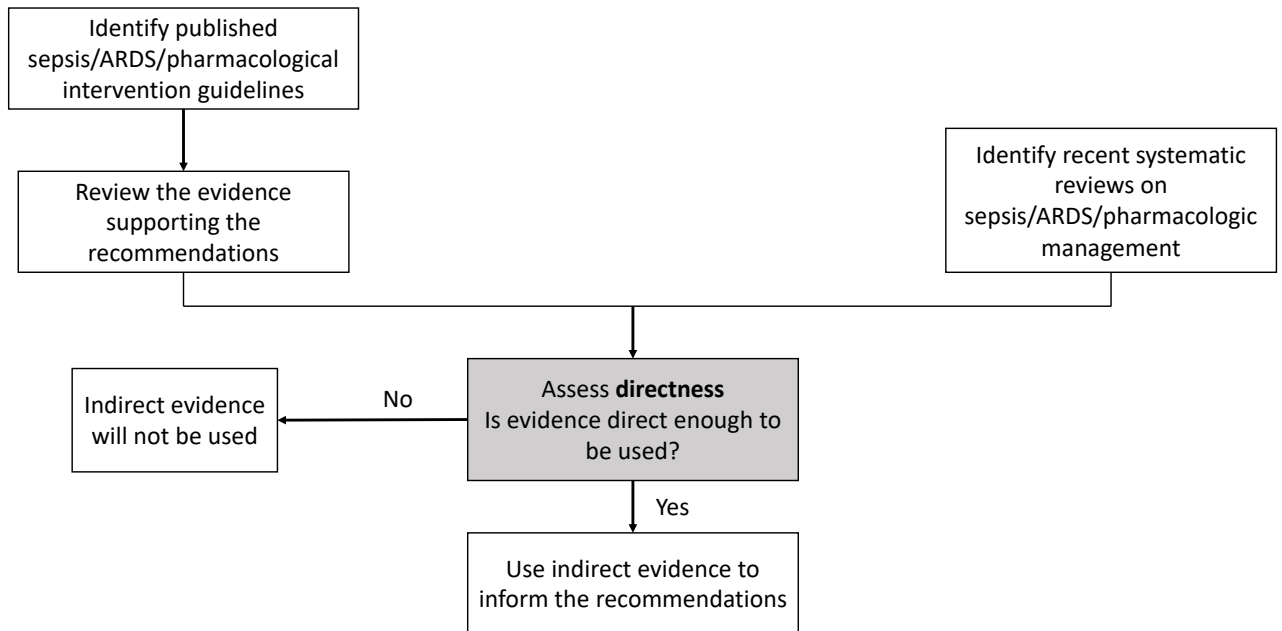 Identify published
sepsis/ARDS/pharmacological
intervention guidelines
Review the evidence
supporting the
recommendations
Identify recent systematic
reviews on
sepsis/ARDS/pharmacologic
management
Assess directness
Is evidence direct enough to
be used?
No
Indirect evidence
will not be used
Yes
Use indirect evidence to
inform the recommendations